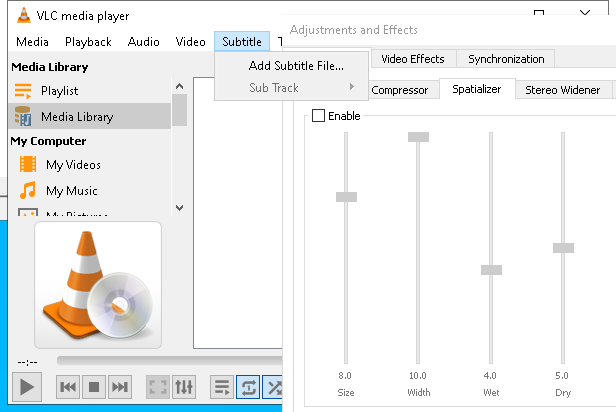 VLC media player
Media Playback Audio Video Subtitle T
Adjustments and Effects
Add Subtitle File...
Sub Track
Video Effects Synchronization
Compressor Spatializer Stereo Widener
Enable
Media Library
Playlist
Media Library
My Computer
My Videos
My Music
My Pictures
8.0 10.0 4.0 5.0
Size Width Wet Dry
--:--